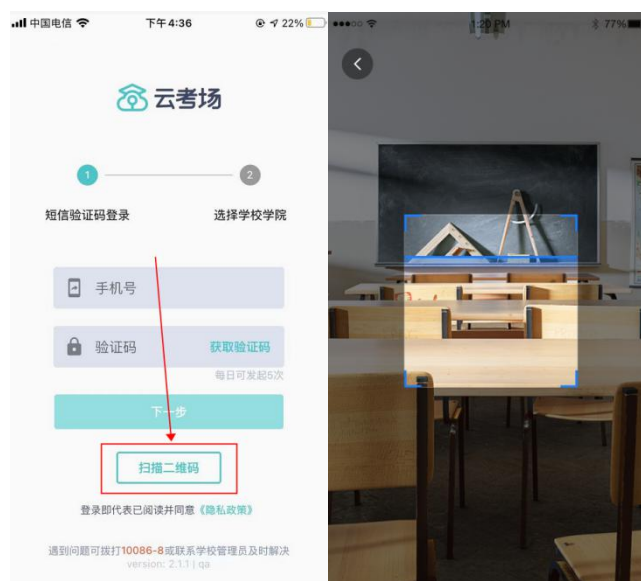 中国电信 下午4:36 22%
云考场
1 2
短信验证码登录 选择学校学院
手机号
验证码 获取验证码
每日可发起5次
下一步
扫描二维码
登录即代表已阅读并同意《隐私政策》
遇到问题可拨打10086-8或联系学校管理员及时解决
version: 2.1.1 | qa
1:20 PM 77%